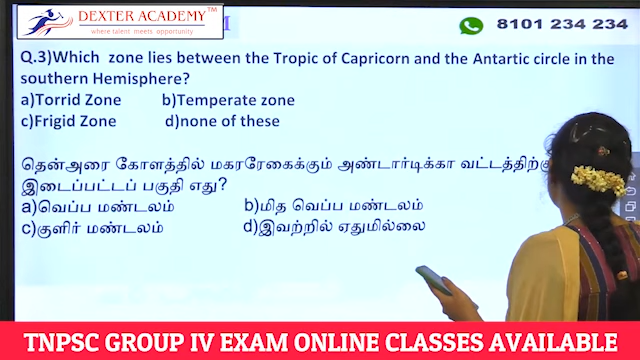 DEXTER ACADEMY™
where talent meets opportunity
M
8101 234 234
Q.3)Which zone lies between the Tropic of Capricorn and the Antartic circle in the
southern Hemisphere?
a)Torrid Zone b)Temperate zone
c)Frigid Zone d)none of these
தென்அரை கோளத்தில் மகரரேகைக்கும் அண்டார்டிக்கா
இடைப்பட்டப் பகுதி எது?
a)வெப்ப மண்டலம் b)மித வெப்ப மண்டலம்
c)குளிர் மண்டலம் d)இவற்றில் ஏதுமில்லை
TNPSC GROUP IV EXAM ONLINE CLASSES AVAILABLE